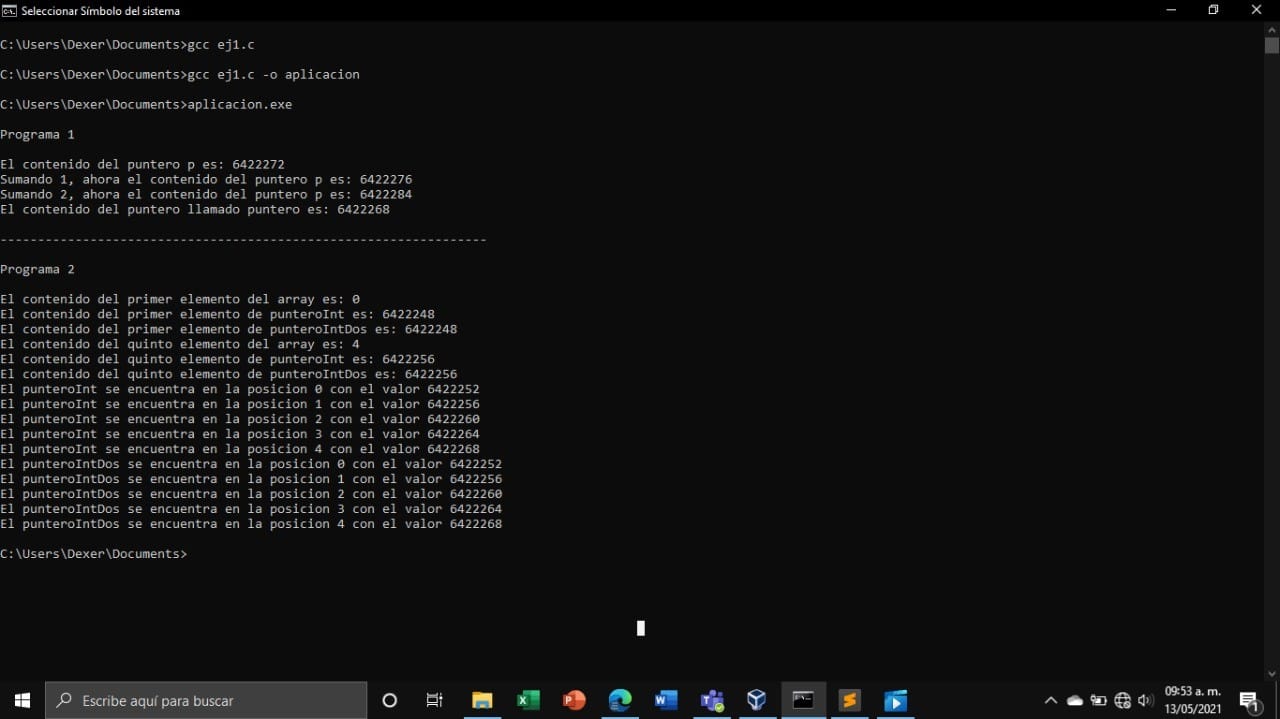 Seleccionar Símbolo del sistema
C:\Users\Dexer\Documents>gcc ej1.c
C:\Users\Dexer\Documents>gcc ej1.c -o aplicacion
C:\Users\Dexer\Documents>aplicacion.exe
Programa 1
El contenido del puntero p es: 6422272
Sumando 1, ahora el contenido del puntero p es: 6422276
Sumando 2, ahora el contenido del puntero p es: 6422284
El contenido del puntero llamado puntero es: 6422268
-----------------------------------------------------------------
Programa 2
El contenido del primer elemento del array es: 0
El contenido del primer elemento de punteroInt es: 6422248
El contenido del primer elemento de punteroIntDos es: 6422248
El contenido del quinto elemento del array es: 4
El contenido del quinto elemento de punteroInt es: 6422256
El contenido del quinto elemento de punteroIntDos es: 6422256
El punteroInt se encuentra en la posicion 0 con el valor 6422252
El punteroInt se encuentra en la posicion 1 con el valor 6422256
El punteroInt se encuentra en la posicion 2 con el valor 6422260
El punteroInt se encuentra en la posicion 3 con el valor 6422264
El punteroInt se encuentra en la posicion 4 con el valor 6422268
El punteroIntDos se encuentra en la posicion 0 con el valor 6422252
El punteroIntDos se encuentra en la posicion 1 con el valor 6422256
El punteroIntDos se encuentra en la posicion 2 con el valor 6422260
El punteroIntDos se encuentra en la posicion 3 con el valor 6422264
El punteroIntDos se encuentra en la posicion 4 con el valor 6422268
C:\Users\Dexer\Documents>
Escribe aquí para buscar
09:53 a. m.
13/05/2021
1